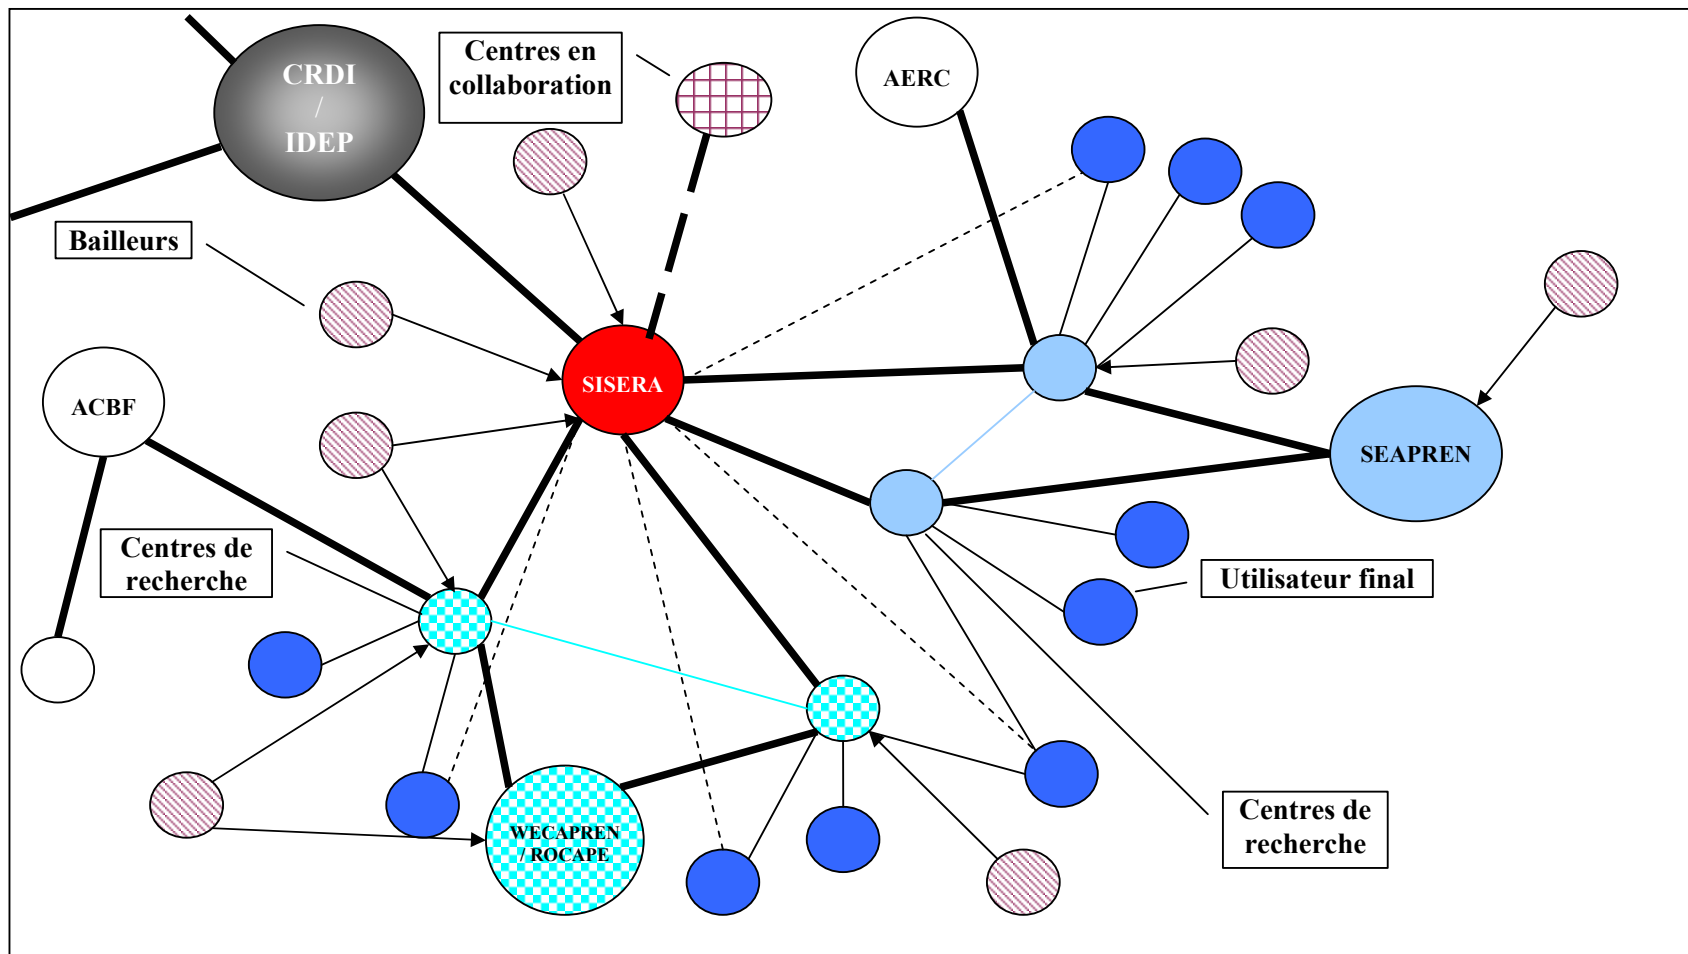 CRDI
/
IDEP
Centres en
collaboration
AERC
Bailleurs
SISERA
ACBF
SEAPREN
Centres de
recherche
Utilisateur final
WECAPREN
/ ROCAPE
Centres de
recherche